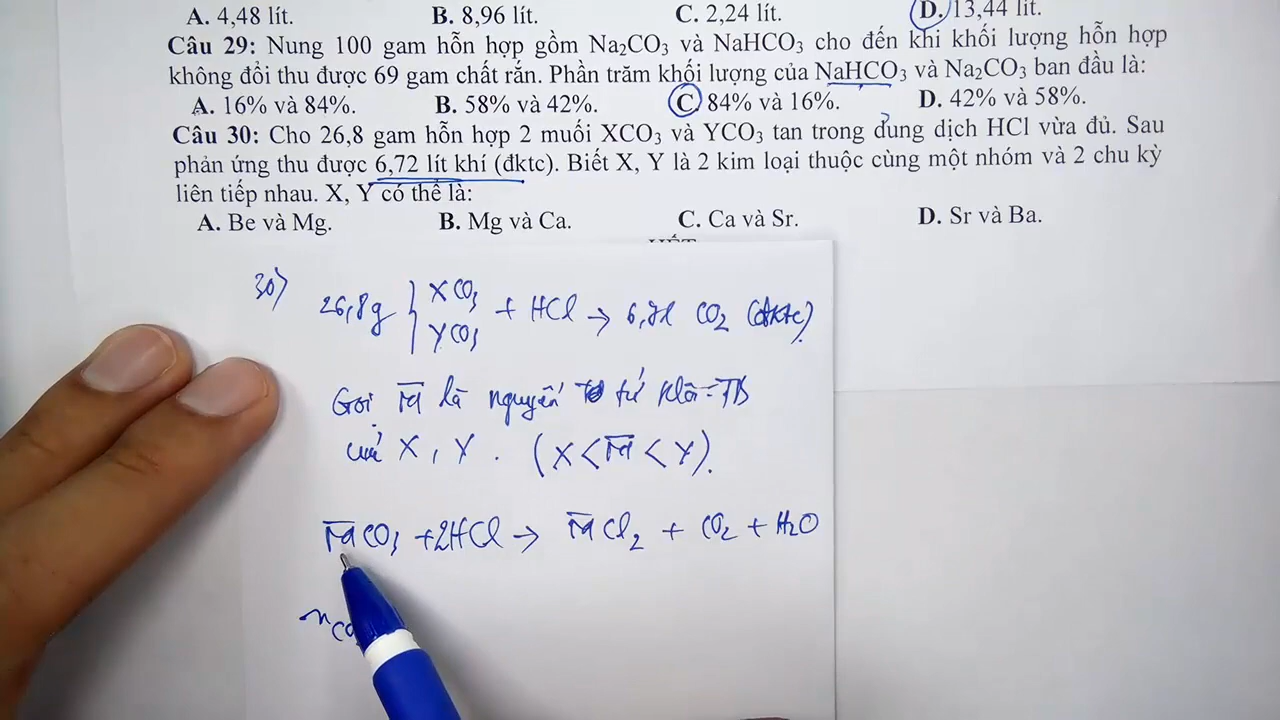 A. 4,48 lít. B. 8,96 lít. C. 2,24 lít. D. 13,44 lít.
Câu 29: Nung 100 gam hỗn hợp gồm Na₂CO₃ và NaHCO₃ cho đến khi khối lượng hỗn hợp
không đổi thu được 69 gam chất rắn. Phần trăm khối lượng của NaHCO₃ và Na₂CO₃ ban đầu là:
A. 16% và 84%. B. 58% và 42%. C. 84% và 16%. D. 42% và 58%.
Câu 30: Cho 26,8 gam hỗn hợp 2 muối XCO₃ và YCO₃ tan trong dung dịch HCl vừa đủ. Sau
phản ứng thu được 6,72 lít khí (đktc). Biết X, Y là 2 kim loại thuộc cùng một nhóm và 2 chu kỳ
liên tiếp nhau. X, Y có thể là:
A. Be và Mg. B. Mg và Ca. C. Ca và Sr. D. Sr và Ba.
30)
26,8g { XCO₃ YCO₃ + HCl → CO₂ (đktc).
Gọi M̅ là nguyên tử khối TB
của X, Y. (X < M̅ < Y).
M̅CO₃ + 2HCl → M̅Cl₂ + CO₂ + H₂O